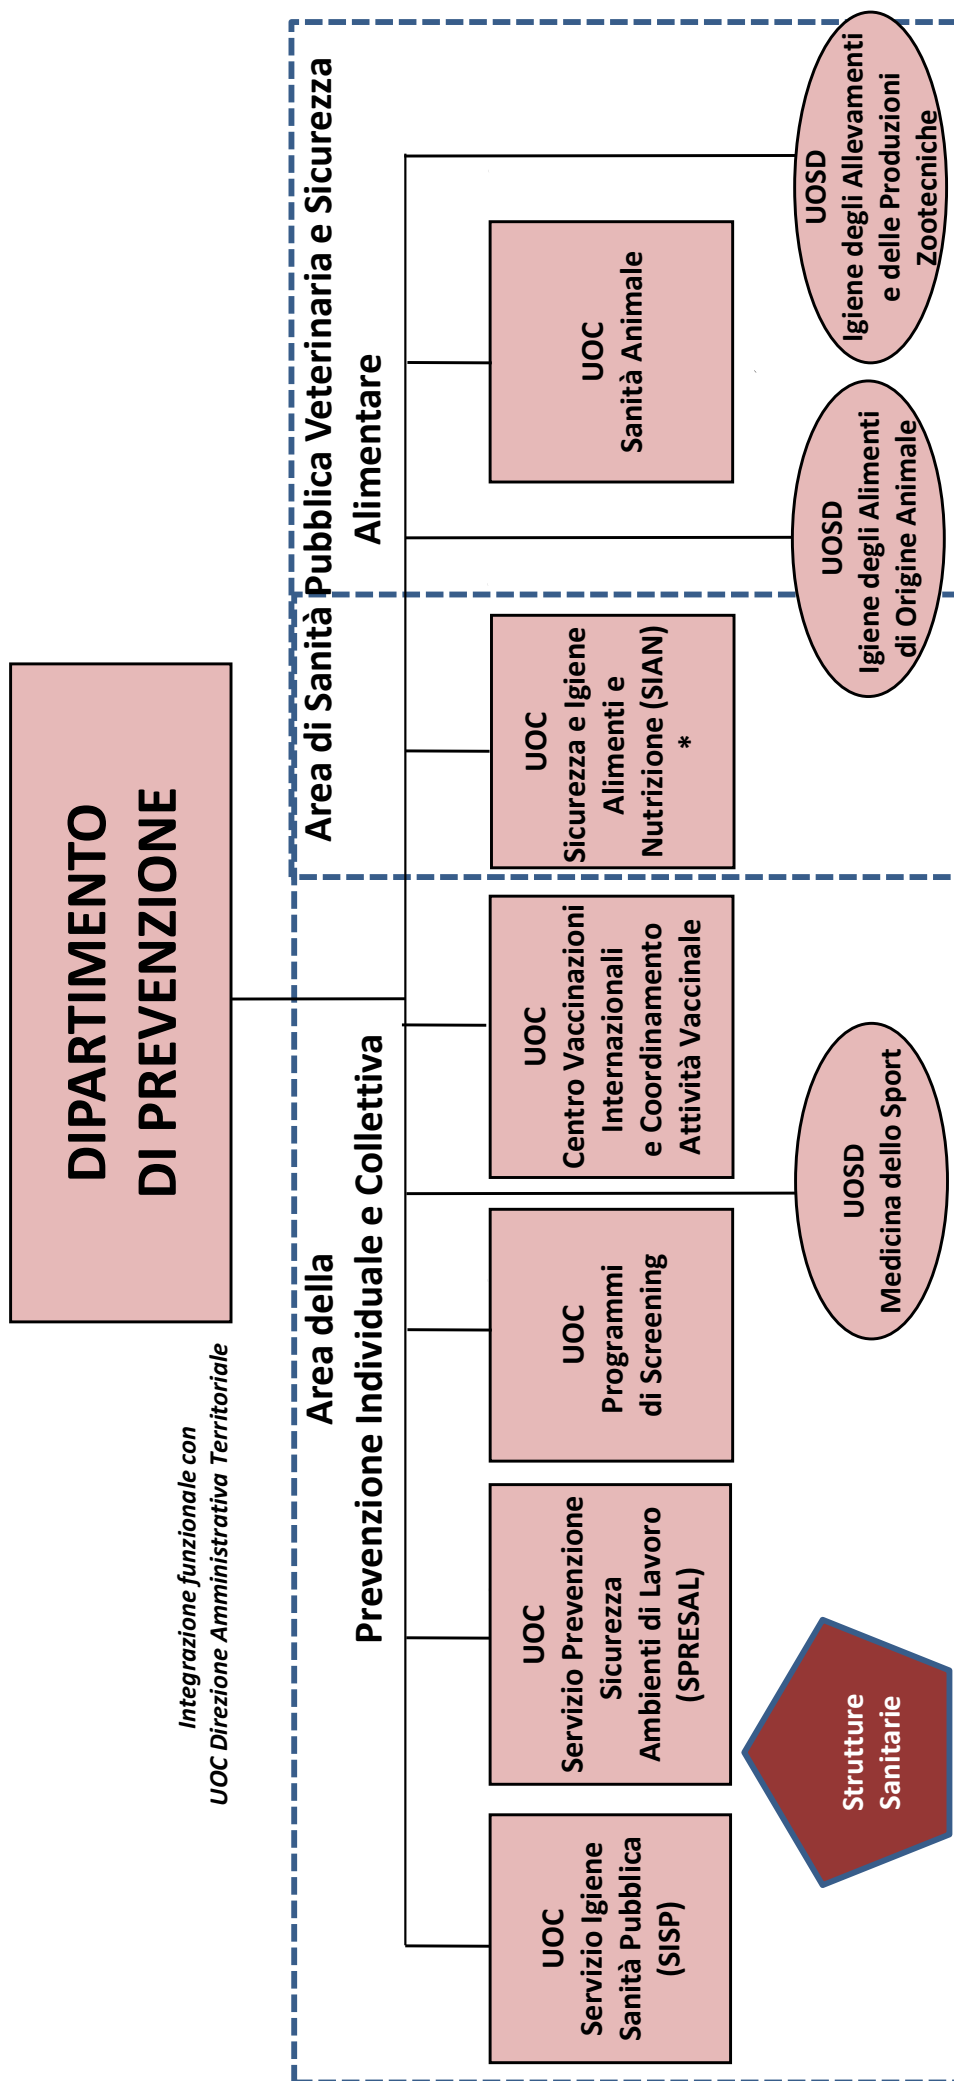 DIPARTIMENTO
DI PREVENZIONE
Integrazione funzionale con
UOC Direzione Amministrativa Territoriale
Area della
Prevenzione Individuale e Collettiva
Area di Sanità Pubblica Veterinaria e Sicurezza
Alimentare
UOC
Servizio Igiene
Sanità Pubblica
(SISP)
UOC
Servizio Prevenzione
Sicurezza
Ambienti di Lavoro
(SPRESAL)
UOC
Programmi
di Screening
UOC
Centro Vaccinazioni
Internazionali
e Coordinamento
Attività Vaccinale
UOC
Sicurezza e Igiene
Alimenti e
Nutrizione (SIAN)
*
UOC
Sanità Animale
Strutture
Sanitarie
UOSD
Medicina dello Sport
UOSD
Igiene degli Alimenti
di Origine Animale
UOSD
Igiene degli Allevamenti
e delle Produzioni
Zootecniche